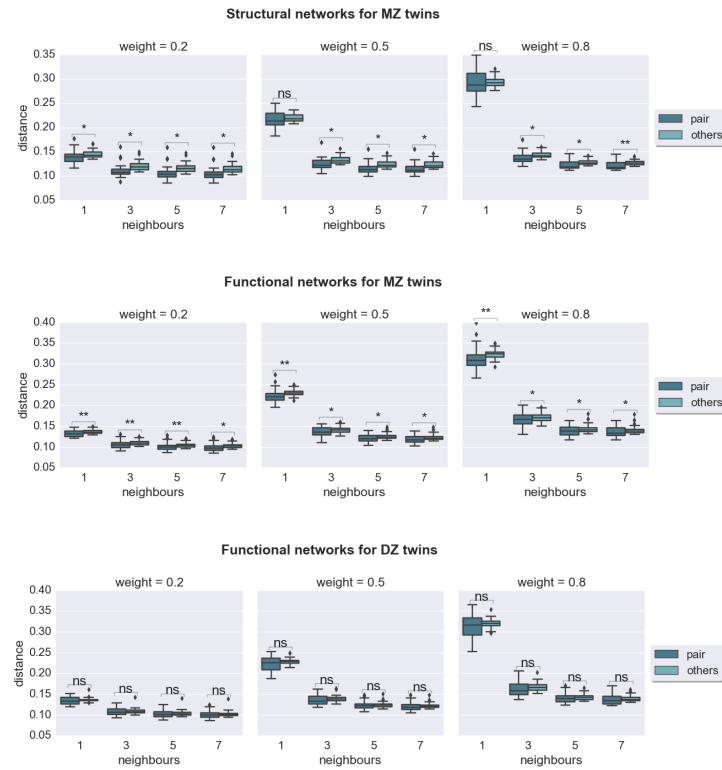 Structural networks for MZ twins
weight = 0.2 weight = 0.5 weight = 0.8
0.35
0.30
0.25
0.20
0.15
0.10
0.05
distance
* * * *
ns * * *
ns * * **
1 3 5 7 1 3 5 7 1 3 5 7
neighbours neighbours neighbours
pair
others
Functional networks for MZ twins
weight = 0.2 weight = 0.5 weight = 0.8
0.40
0.35
0.30
0.25
0.20
0.15
0.10
0.05
distance
** ** ** *
** * * *
** * * *
1 3 5 7 1 3 5 7 1 3 5 7
neighbours neighbours neighbours
pair
others
Functional networks for DZ twins
weight = 0.2 weight = 0.5 weight = 0.8
0.40
0.35
0.30
0.25
0.20
0.15
0.10
0.05
distance
ns ns ns ns
ns ns ns ns
ns ns ns ns
1 3 5 7 1 3 5 7 1 3 5 7
neighbours neighbours neighbours
pair
others